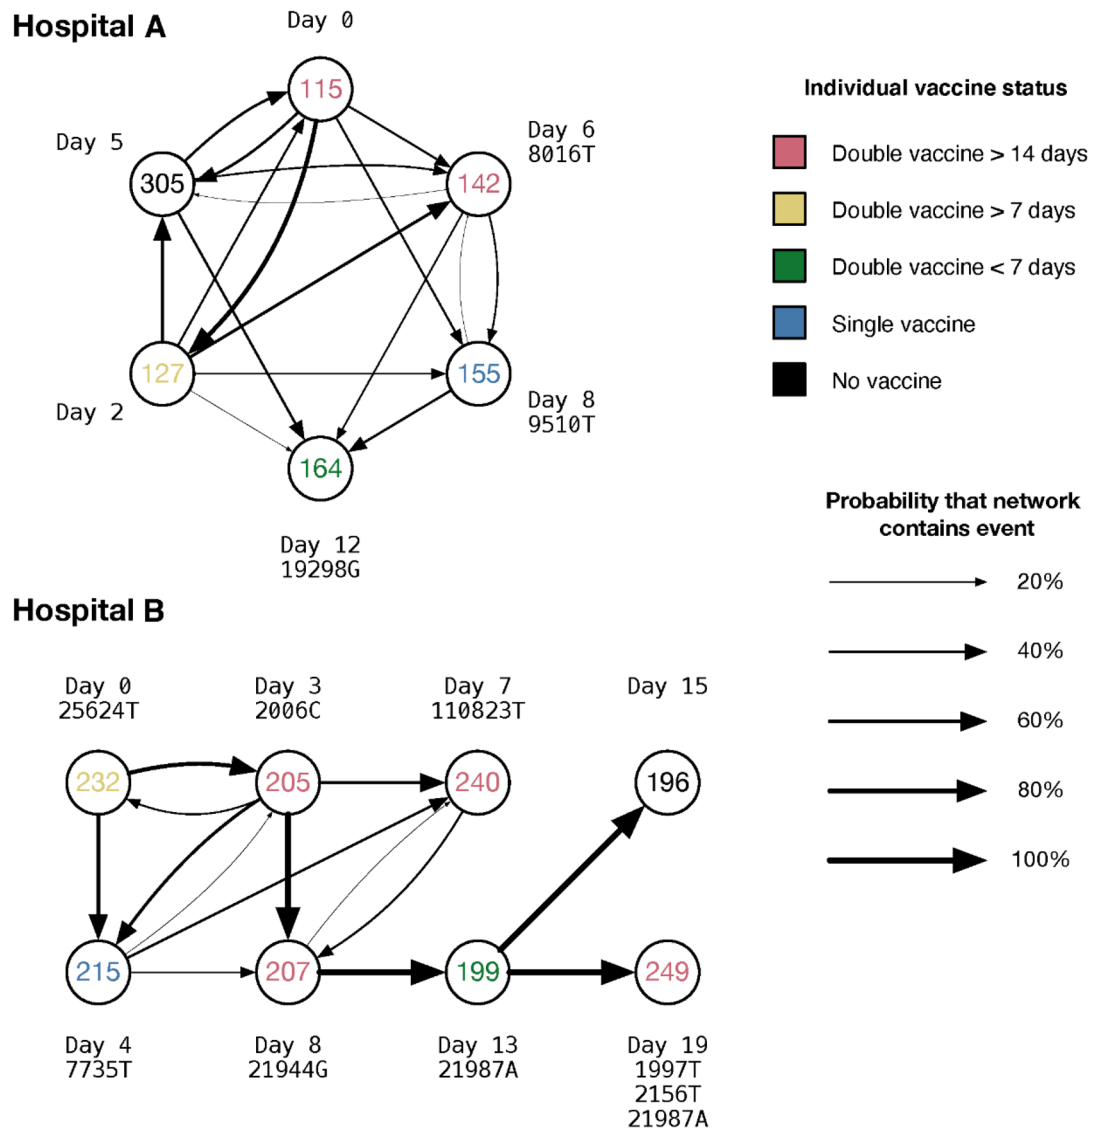 Hospital A
Day 0
115
Day 5
Day 6
8016T
305
142
127
155
Day 2
Day 8
9510T
164
Day 12
19298G
Individual vaccine status
Double vaccine > 14 days
Double vaccine > 7 days
Double vaccine < 7 days
Single vaccine
No vaccine
Probability that network
contains event
20%
40%
60%
80%
100%
Hospital B
Day 0
25624T
Day 3
2006C
Day 7
110823T
Day 15
232
205
240
196
215
207
199
249
Day 4
7735T
Day 8
21944G
Day 13
21987A
Day 19
1997T
2156T
21987A